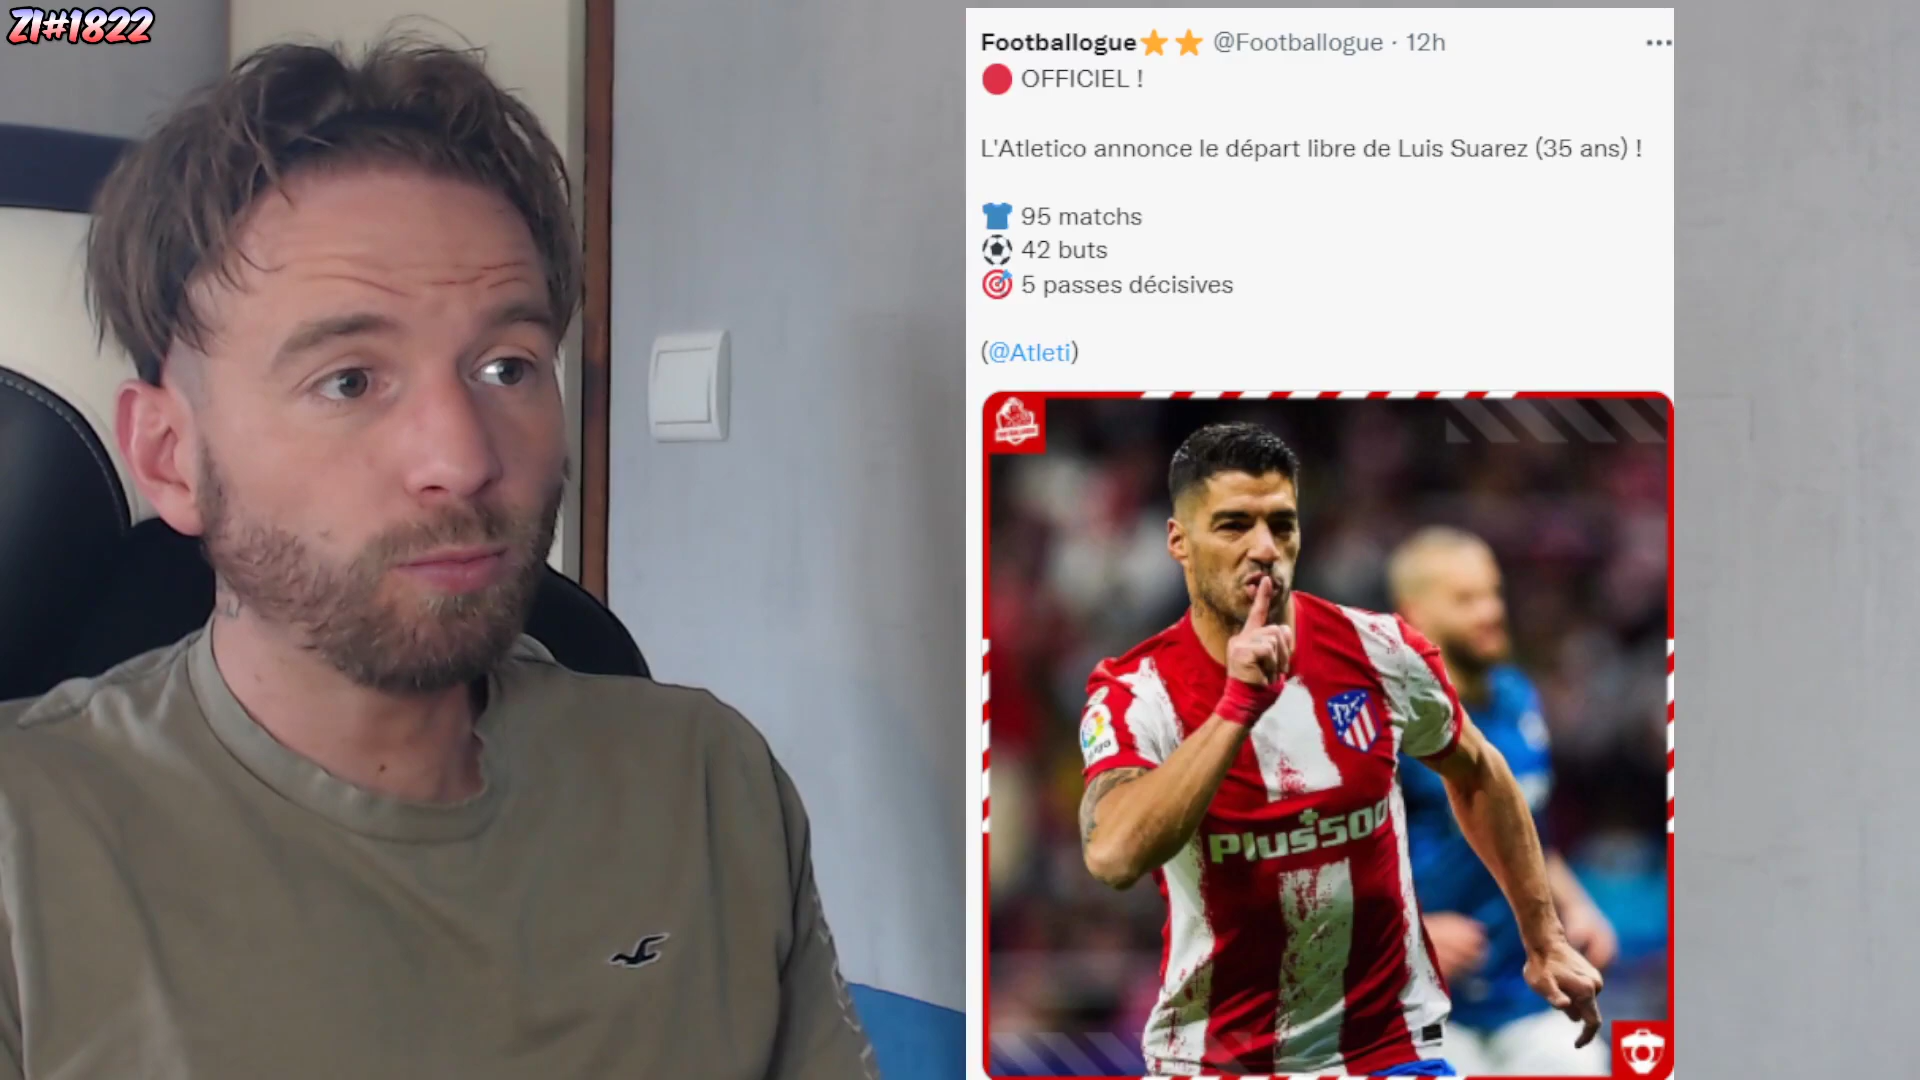 ZI#1822
Footballogue @Footballogue · 12h
OFFICIEL !
L'Atletico annonce le départ libre de Luis Suarez (35 ans) !
95 matchs
42 buts
5 passes décisives
(@Atleti)
Plus500